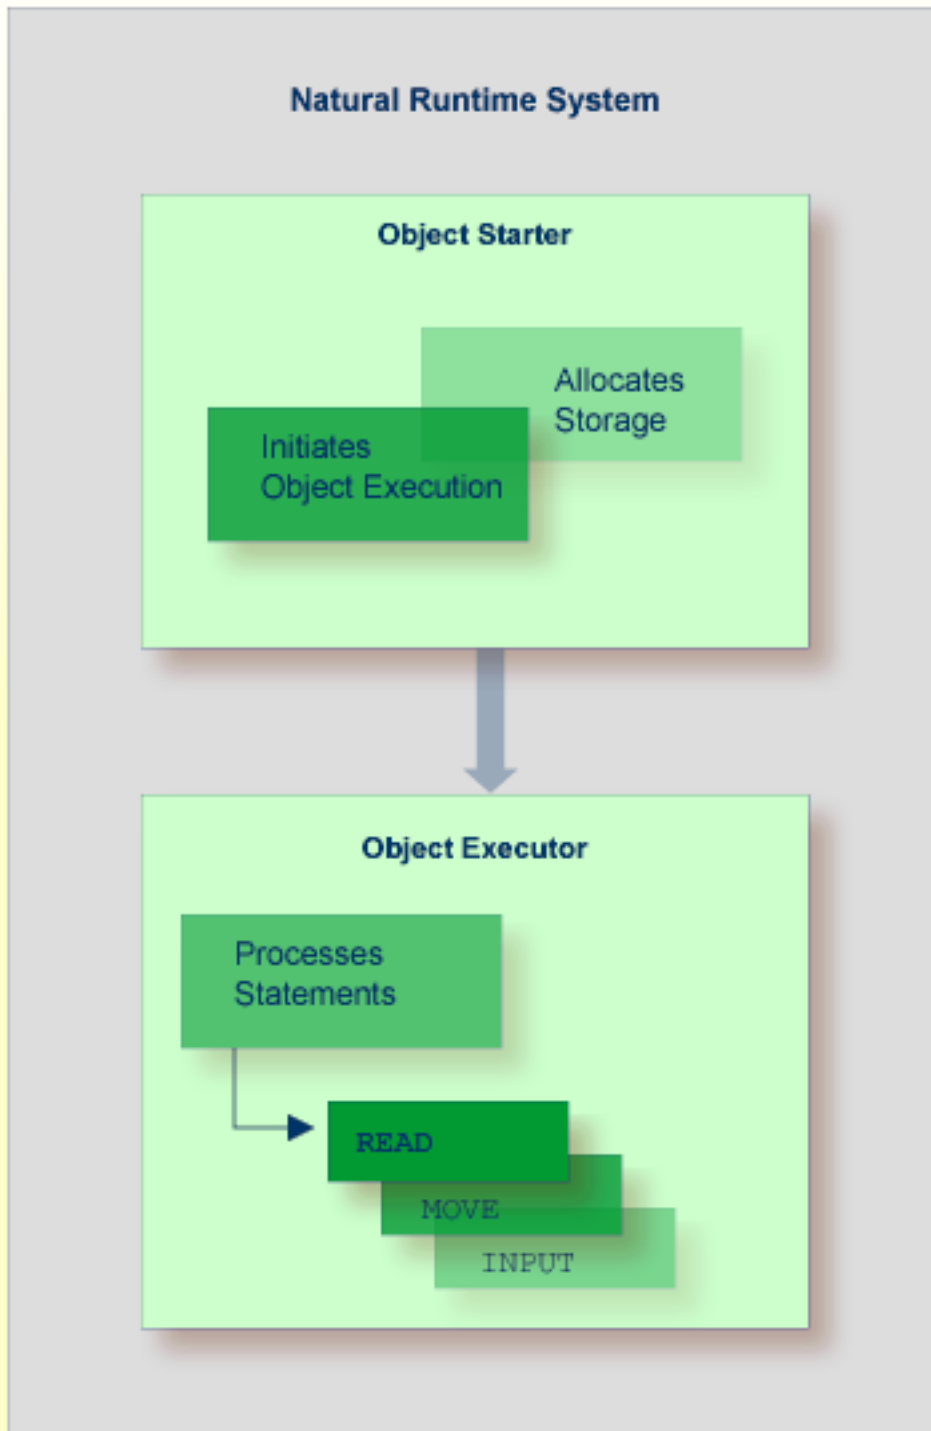 Natural Runtime System
Object Starter
Allocates
Storage
Initiates
Object Execution
Object Executor
Processes
Statements
READ
MOVE
INPUT